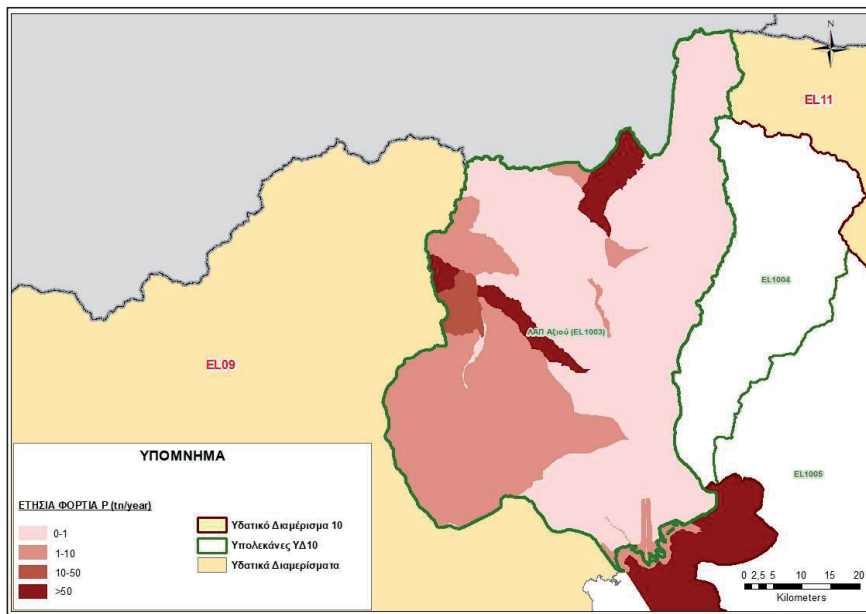 N
EL11
EL1004
ΛΑΠ Αξιού (EL1003)
EL09
EL1005
ΥΠΟΜΝΗΜΑ
ΕΤΗΣΙΑ ΦΟΡΤΙΑ P (tn/year)
0-1
1-10
10-50
>50
Υδατικό Διαμέρισμα 10
Υπολεκάνες ΥΔ10
Υδατικά Διαμερίσματα
0 2,5 5 10 15 20
Kilometers